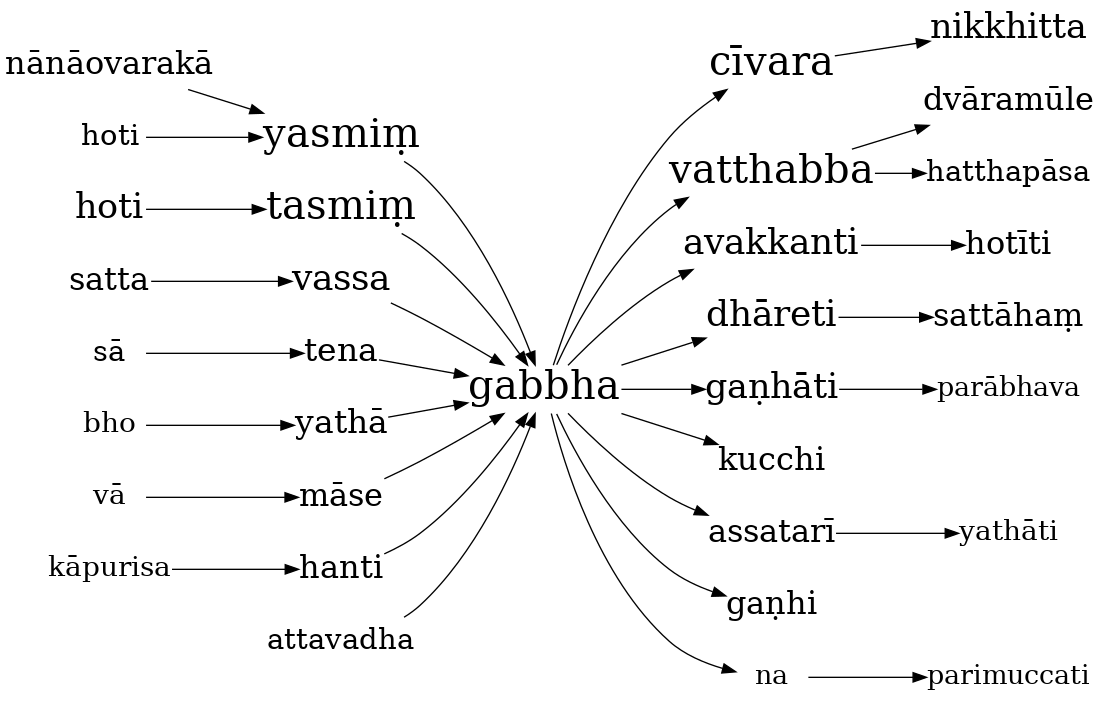 nānāovarakā
hoti
yasmiṃ
hoti
tasmiṃ
satta
vassa
sā
tena
bho
yathā
vā
māse
kāpurisa
hanti
attavadha
gabbha
cīvara
nikkhitta
vatthabba
dvāramūle
hatthapāsa
avakkanti
hotīti
dhāreti
sattāhaṃ
gaṇhāti
parābhava
kucchi
assatarī
yathāti
gaṇhi
na
parimuccati